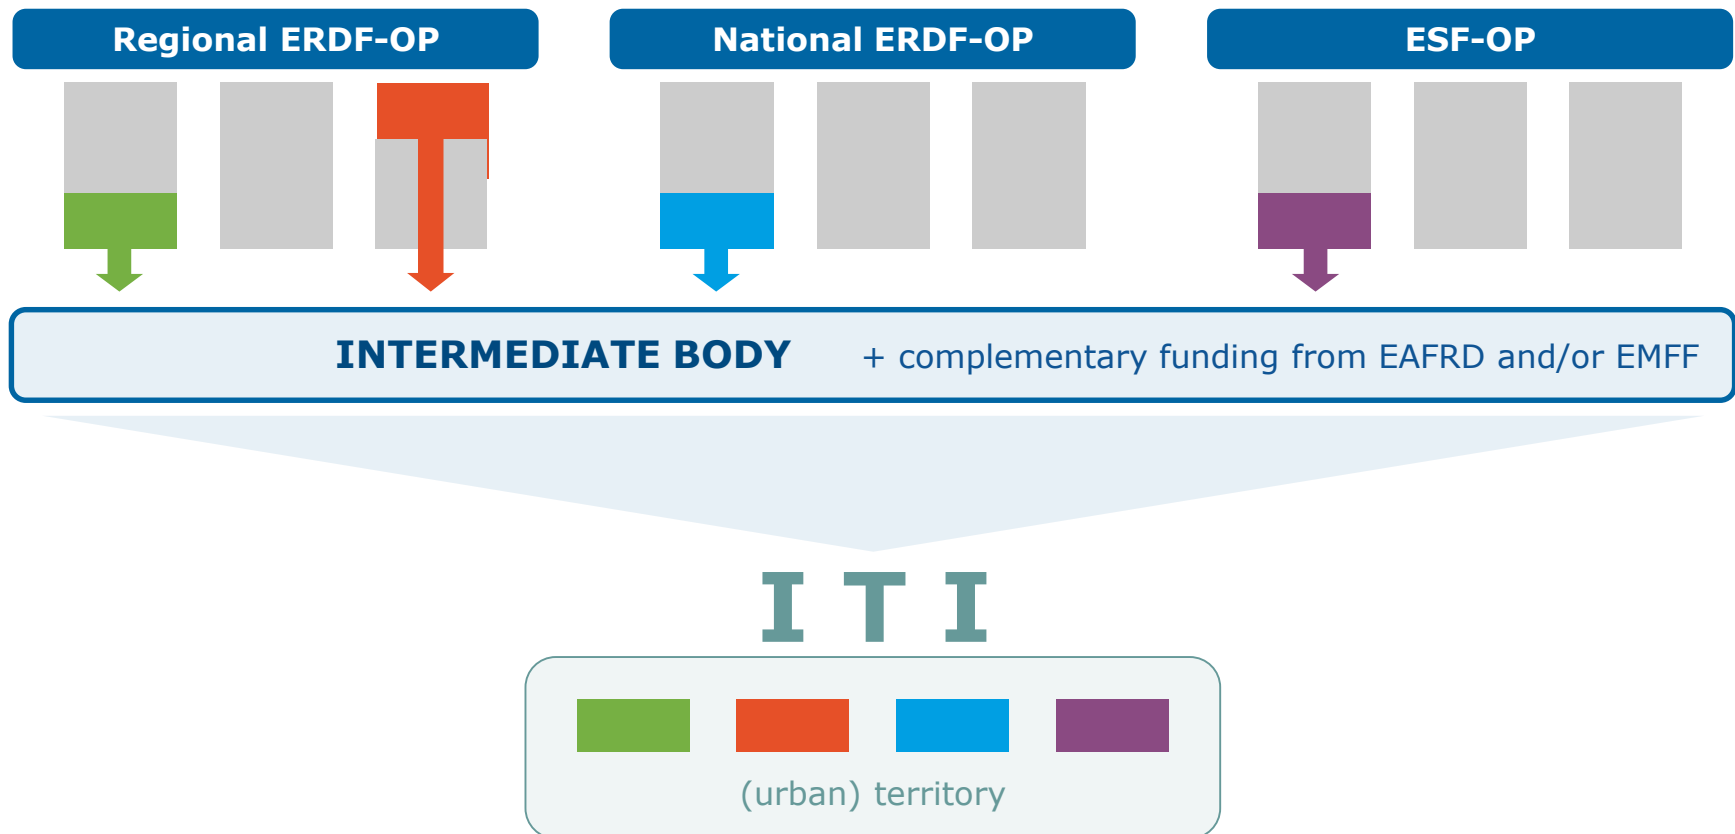 Regional ERDF-OP
National ERDF-OP
ESF-OP
INTERMEDIATE BODY + complementary funding from EAFRD and/or EMFF
I T I
(urban) territory